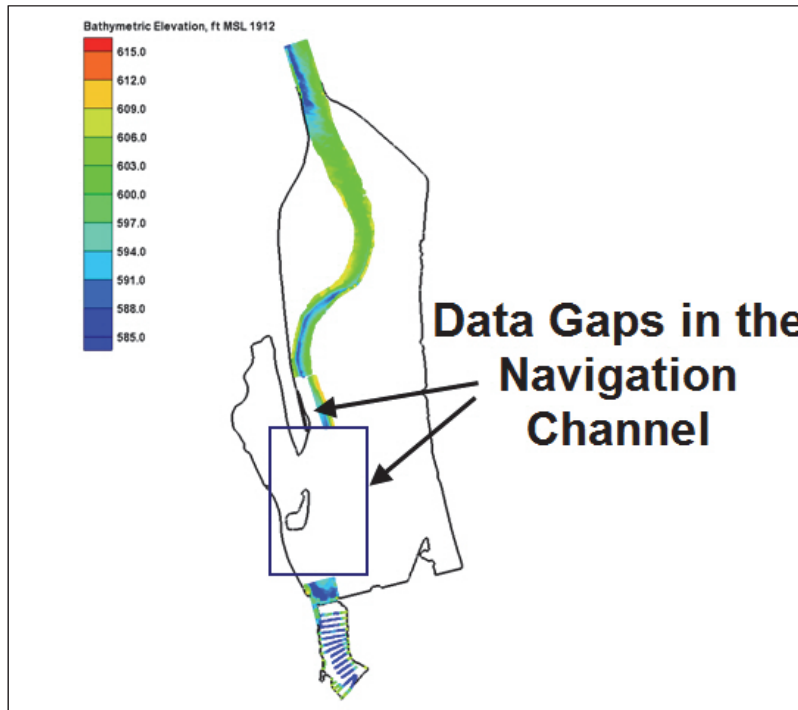 Bathymetric Elevation, ft MSL 1912
615.0
612.0
609.0
606.0
603.0
600.0
597.0
594.0
591.0
588.0
585.0
Data Gaps in the
Navigation
Channel